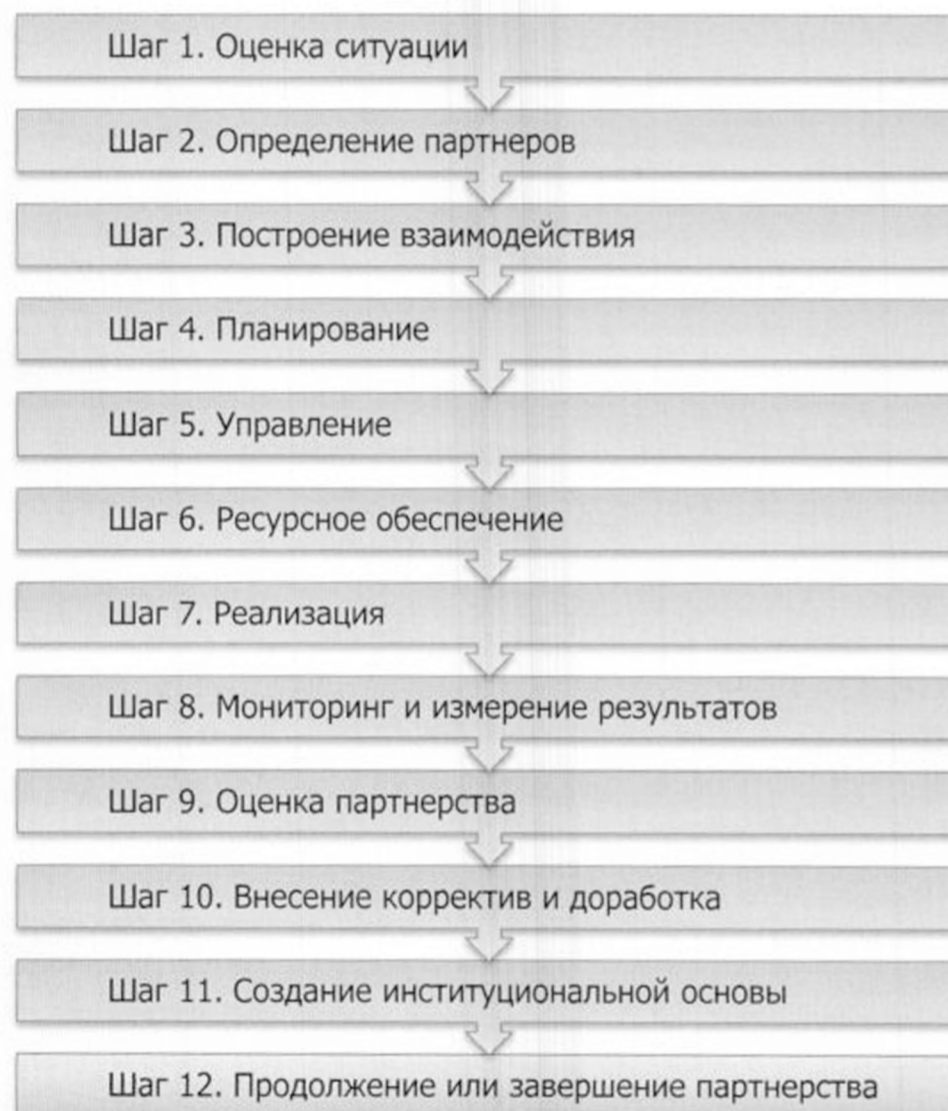 Шаг 1. Оценка ситуации
Шаг 2. Определение партнеров
Шаг 3. Построение взаимодействия
Шаг 4. Планирование
Шаг 5. Управление
Шаг 6. Ресурсное обеспечение
Шаг 7. Реализация
Шаг 8. Мониторинг и измерение результатов
Шаг 9. Оценка партнерства
Шаг 10. Внесение корректив и доработка
Шаг 11. Создание институциональной основы
Шаг 12. Продолжение или завершение партнерства